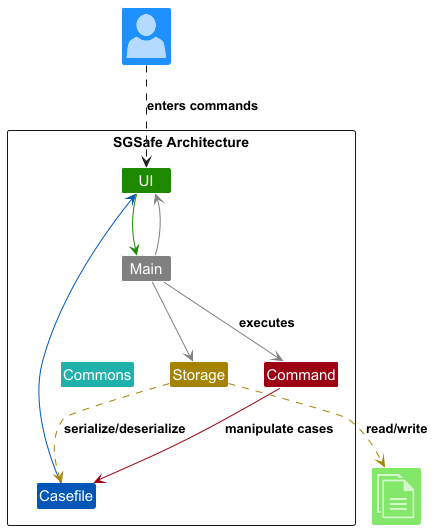 enters commands
SGSafe Architecture
UI
Main
executes
Commons
Storage
Command
serialize/deserialize
manipulate cases
read/write
Casefile